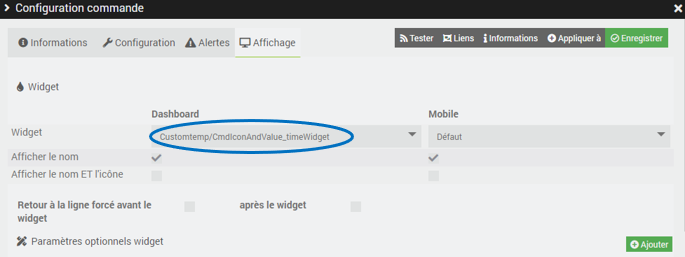 Configuration commande
Informations Configuration Alertes Affichage
Tester Liens Informations Appliquer à Enregistrer
Widget
Dashboard Mobile
Widget Customtemp/CmdIconAndValue_timeWidget Défaut
Afficher le nom
Afficher le nom ET l'icône
Retour à la ligne forcé avant le après le widget
widget
Paramètres optionnels widget Ajouter